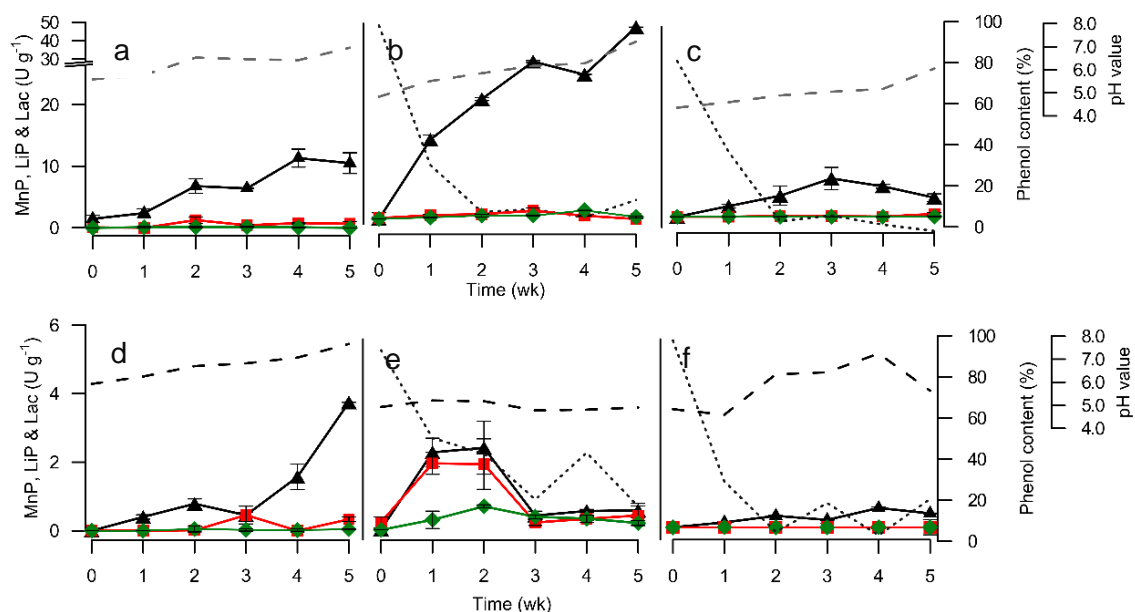 50
30
20
10
0
MnP, LiP & Lac (U g⁻¹)
a
b
c
0 1 2 3 4 5
0 1 2 3 4 5
0 1 2 3 4 5
Time (wk)
100
80
60
40
20
0
Phenol content (%)
8.0
7.0
6.0
5.0
4.0
pH value
6
4
2
0
MnP, LiP & Lac (U g⁻¹)
d
e
f
0 1 2 3 4 5
0 1 2 3 4 5
0 1 2 3 4 5
Time (wk)
100
80
60
40
20
0
Phenol content (%)
8.0
7.0
6.0
5.0
4.0
pH value